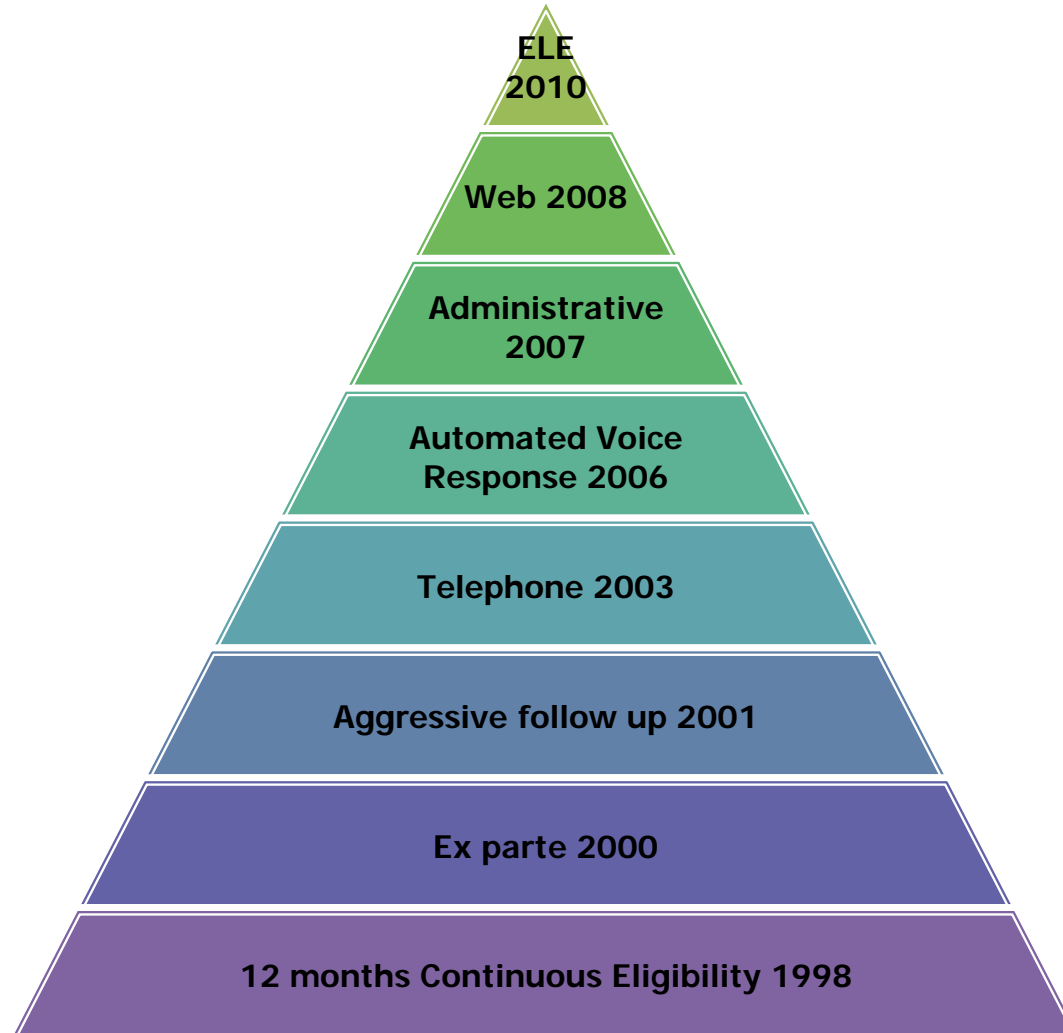 ELE
2010
Web 2008
Administrative
2007
Automated Voice
Response 2006
Telephone 2003
Aggressive follow up 2001
Ex parte 2000
12 months Continuous Eligibility 1998